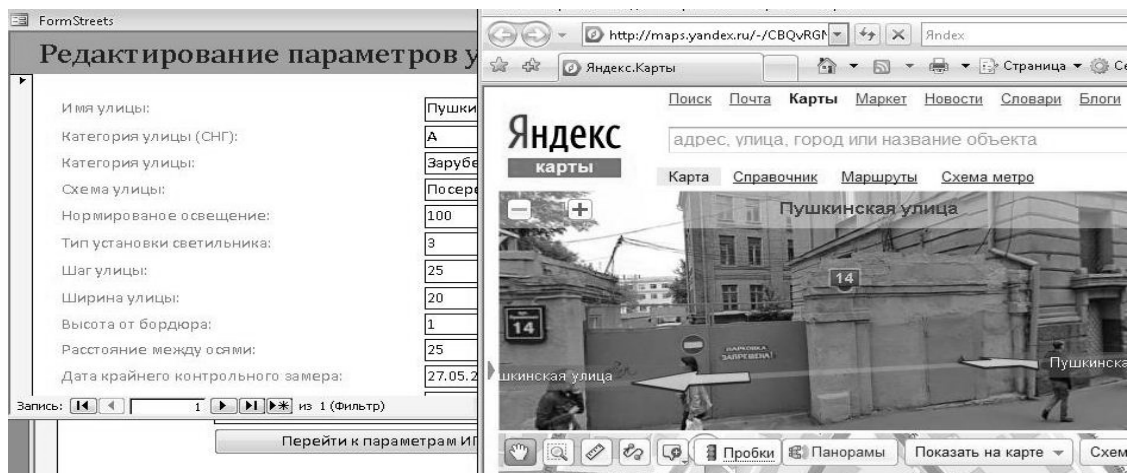 FormStreets
Редактирование параметров у
Имя улицы: Пушки
Категория улицы (СНГ): А
Категория улицы: Зарубе
Схема улицы: Посере
Нормированое освещение: 100
Тип установки светильника: 3
Шаг улицы: 25
Ширина улицы: 20
Высота от бордюра: 1
Расстояние между осями: 25
Дата крайнего контрольного замера: 27.05.2
Запись: 1 из 1 (Фильтр)
Перейти к параметрам ИП
http://maps.yandex.ru/-/CBQvRGM
Яndex
Яндекс.Карты
Страница
Се
Поиск Почта Карты Маркет Новости Словари Блоги
Яндекс
карты
адрес, улица, город или название объекта
Карта Справочник Маршруты Схема метро
Пушкинская улица
14
14
ПАРКОВКА
ЗАПРЕЩЕНА!
шкинская улица
Пушкинска
Пробки Панорамы Показать на карте Схем